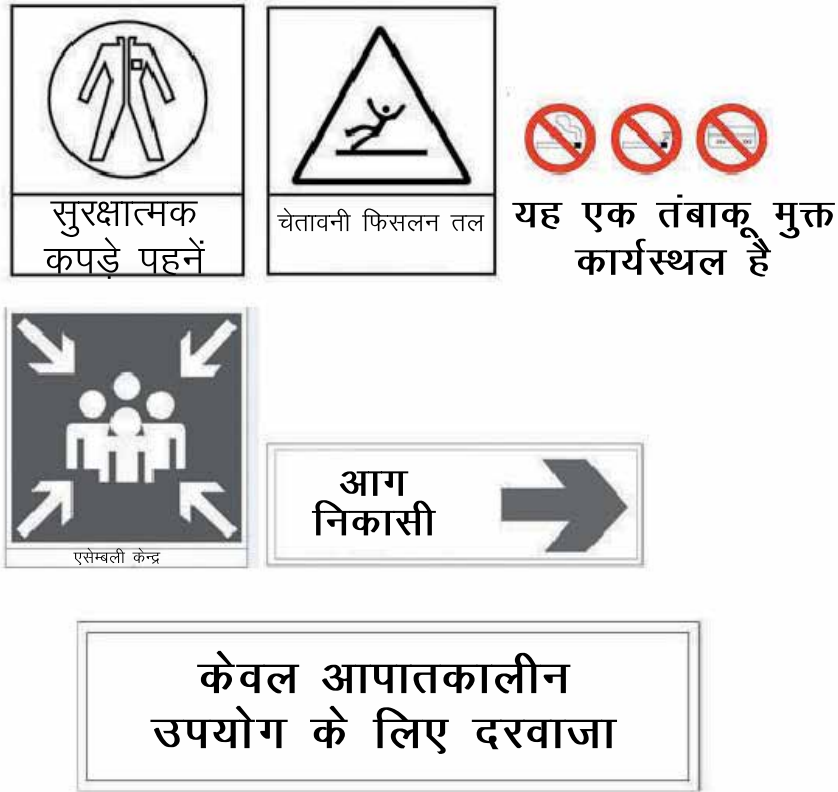 सुरक्षात्मक
कपड़े पहनें
चेतावनी फिसलन तल
यह एक तंबाकू मुक्त
कार्यस्थल है
एसेम्बली केन्द्र
आग
निकासी
केवल आपातकालीन
उपयोग के लिए दरवाजा